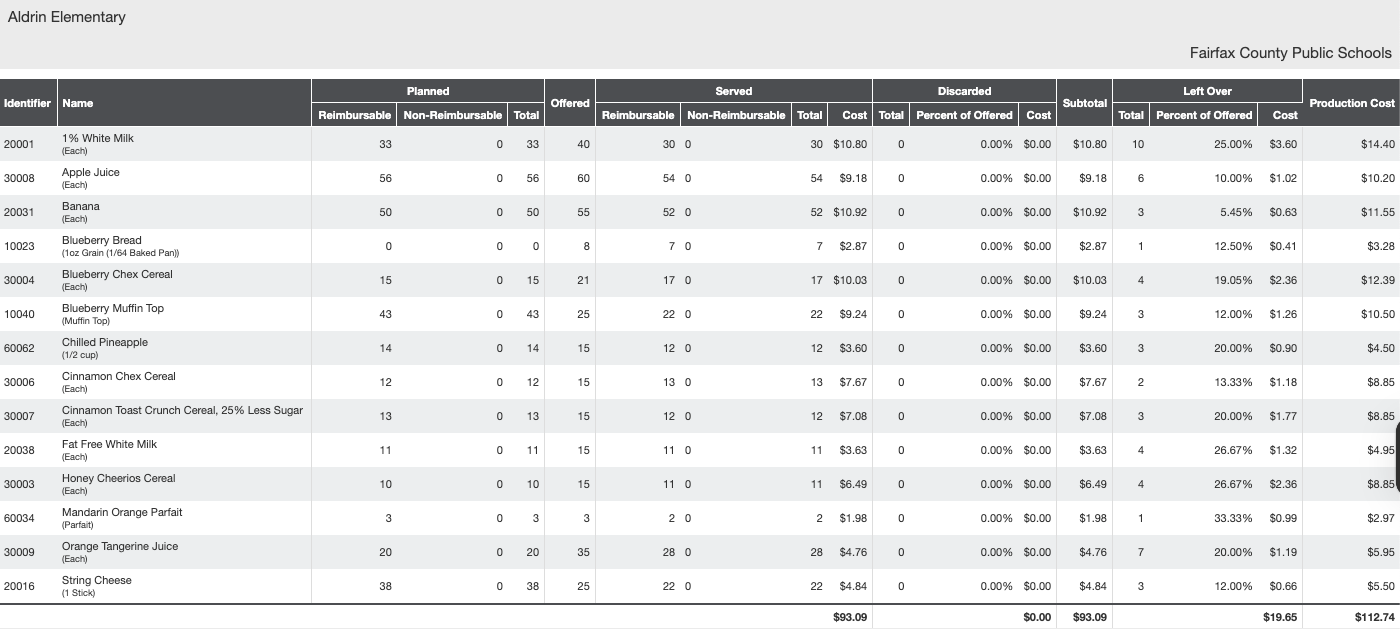 Aldrin Elementary
Fairfax County Public Schools
Identifier Name Planned Offered Served Discarded Subtotal Left Over Production Cost
Reimbursable Non-Reimbursable Total Reimbursable Non-Reimbursable Total Cost Total Percent of Offered Cost Total Percent of Offered Cost
20001 1% White Milk 33 0 33 40 30 0 30 $10.80 0 0.00% $0.00 $10.80 10 25.00% $3.60 $14.40
(Each)
30008 Apple Juice 56 0 56 60 54 0 54 $9.18 0 0.00% $0.00 $9.18 6 10.00% $1.02 $10.20
(Each)
20031 Banana 50 0 50 55 52 0 52 $10.92 0 0.00% $0.00 $10.92 3 5.45% $0.63 $11.55
(Each)
10023 Blueberry Bread 0 0 0 8 7 0 7 $2.87 0 0.00% $0.00 $2.87 1 12.50% $0.41 $3.28
(1oz Grain (1/64 Baked Pan))
30004 Blueberry Chex Cereal 15 0 15 21 17 0 17 $10.03 0 0.00% $0.00 $10.03 4 19.05% $2.36 $12.39
(Each)
10040 Blueberry Muffin Top 43 0 43 25 22 0 22 $9.24 0 0.00% $0.00 $9.24 3 12.00% $1.26 $10.50
(Muffin Top)
60062 Chilled Pineapple 14 0 14 15 12 0 12 $3.60 0 0.00% $0.00 $3.60 3 20.00% $0.90 $4.50
(1/2 cup)
30006 Cinnamon Chex Cereal 12 0 12 15 13 0 13 $7.67 0 0.00% $0.00 $7.67 2 13.33% $1.18 $8.85
(Each)
30007 Cinnamon Toast Crunch Cereal, 25% Less Sugar 13 0 13 15 12 0 12 $7.08 0 0.00% $0.00 $7.08 3 20.00% $1.77 $8.85
(Each)
20038 Fat Free White Milk 11 0 11 15 11 0 11 $3.63 0 0.00% $0.00 $3.63 4 26.67% $1.32 $4.95
(Each)
30003 Honey Cheerios Cereal 10 0 10 15 11 0 11 $6.49 0 0.00% $0.00 $6.49 4 26.67% $2.36 $8.85
(Each)
60034 Mandarin Orange Parfait 3 0 3 3 2 0 2 $1.98 0 0.00% $0.00 $1.98 1 33.33% $0.99 $2.97
(Parfait)
30009 Orange Tangerine Juice 20 0 20 35 28 0 28 $4.76 0 0.00% $0.00 $4.76 7 20.00% $1.19 $5.95
(Each)
20016 String Cheese 38 0 38 25 22 0 22 $4.84 0 0.00% $0.00 $4.84 3 12.00% $0.66 $5.50
(1 Stick)
$93.09 $0.00 $93.09 $19.65 $112.74